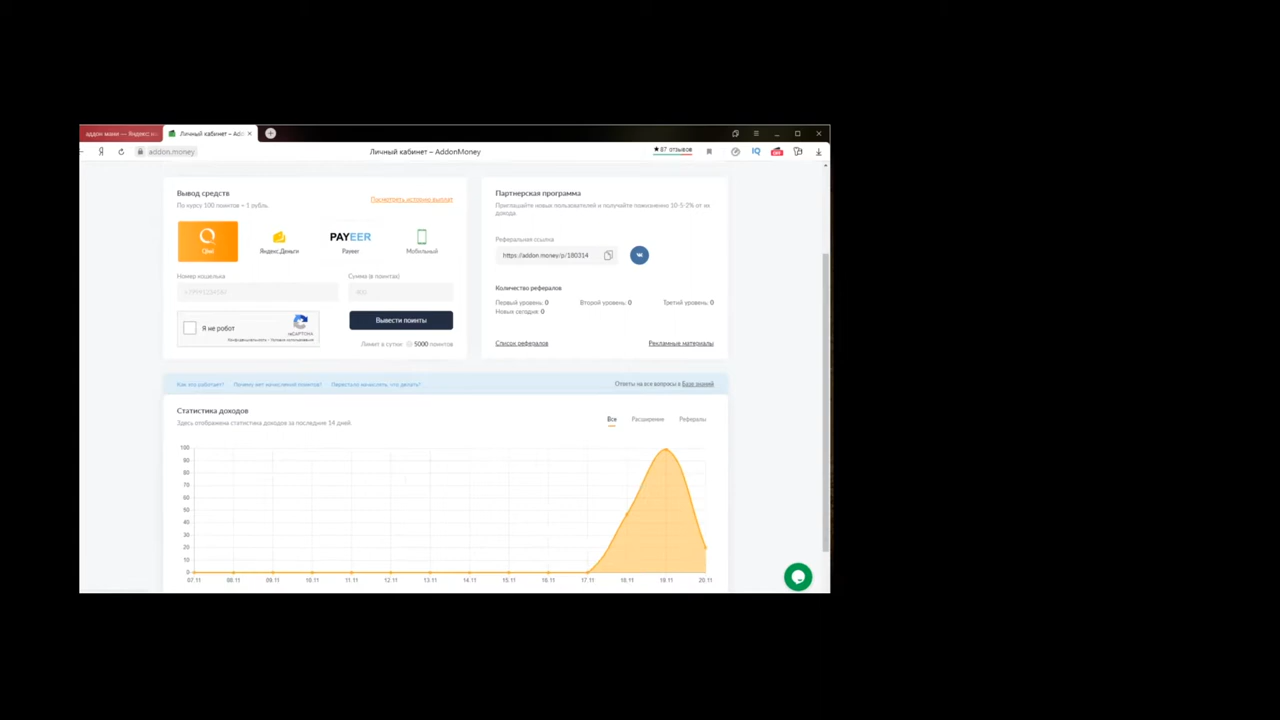 аддон мани — Яндекс:
Личный кабинет – Add
addon.money
Личный кабинет – AddonMoney
★ 87 отзывов
IQ
Вывод средств
По курсу 100 поинтов = 1 рубль.
Посмотреть историю выплат
Qiwi
Яндекс.Деньги
PAYEER
Payeer
Мобильный
Номер кошелька
Сумма (в поинтах)
+79991234567
Я не робот
reCAPTCHA
Конфиденциальность - Условия использования
Вывести поинты
Лимит в сутки: 5000 поинтов
Партнерская программа
Приглашайте новых пользователей и получайте пожизненно 10-5-2% от их
дохода.
Реферальная ссылка
https://addon.money/p/180314
Количество рефералов
Первый уровень: 0
Второй уровень: 0
Третий уровень: 0
Новых сегодня: 0
Список рефералов
Рекламные материалы
Как это работает?
Почему нет начислений поинтов?
Перестало начислять, что делать?
Ответы на все вопросы в Базе знаний
Статистика доходов
Здесь отображена статистика доходов за последние 14 дней.
Все
Расширение
Рефералы
100
90
80
70
60
50
40
30
20
10
0
07.11 08.11 09.11 10.11 11.11 12.11 13.11 14.11 15.11 16.11 17.11 18.11 19.11 20.11